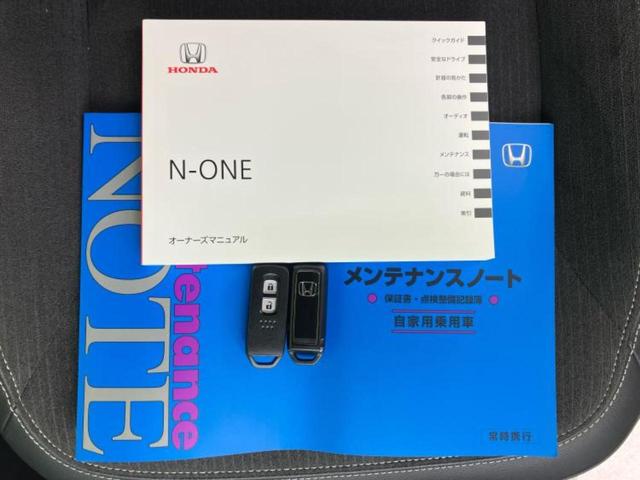 HONDA
N-ONE
オーナーズマニュアル
クイックガイド
安全なドライブ
計器の見かた
各部の操作
オーディオ
運転
メンテナンス
万一の場合には
資料
索引
NOTE
tenance
メンテナンスノート
保証書・点検整備記録簿
自家用乗用車
常時携行